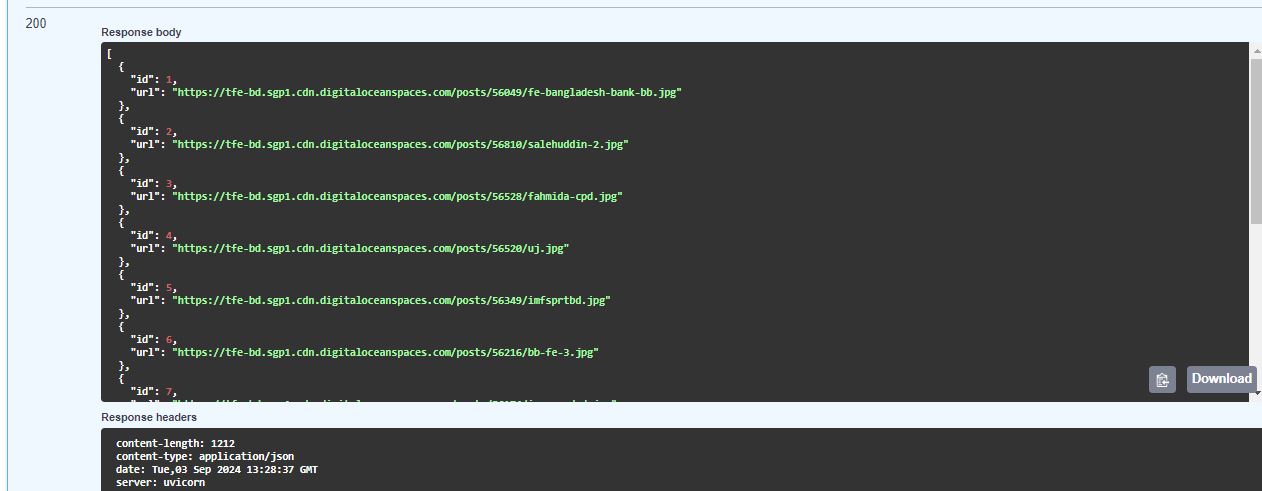 200
Response body
[
{
"id": 1,
"url": "https://tfe-bd.sgp1.cdn.digitaloceanspaces.com/posts/56049/fe-bangladesh-bank-bb.jpg"
},
{
"id": 2,
"url": "https://tfe-bd.sgp1.cdn.digitaloceanspaces.com/posts/56810/salehuddin-2.jpg"
},
{
"id": 3,
"url": "https://tfe-bd.sgp1.cdn.digitaloceanspaces.com/posts/56528/fahmida-cpd.jpg"
},
{
"id": 4,
"url": "https://tfe-bd.sgp1.cdn.digitaloceanspaces.com/posts/56520/uj.jpg"
},
{
"id": 5,
"url": "https://tfe-bd.sgp1.cdn.digitaloceanspaces.com/posts/56349/imfsprtbd.jpg"
},
{
"id": 6,
"url": "https://tfe-bd.sgp1.cdn.digitaloceanspaces.com/posts/56216/bb-fe-3.jpg"
},
{
"id": 7,
Download
Response headers
content-length: 1212
content-type: application/json
date: Tue,03 Sep 2024 13:28:37 GMT
server: uvicorn